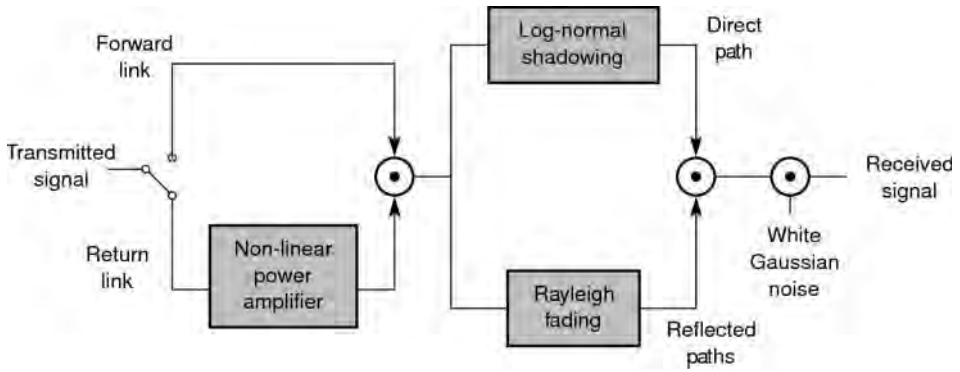 Forward
link
Transmitted
signal
Return
link
Non-linear
power
amplifier
Log-normal
shadowing
Direct
path
Rayleigh
fading
Reflected
paths
White
Gaussian
noise
Received
signal